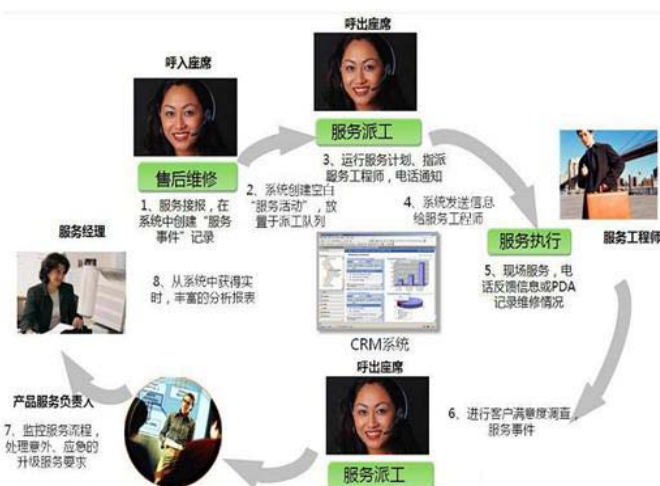 呼出座席
呼入座席
服务派工
售后维修
3、运行服务计划、指派
服务工程师，电话通知
1、服务接报，在
系统中创建“服务
事件”记录
2、系统创建空白
“服务活动”，放
置于派工队列
4、系统发送信息
给服务工程师
服务经理
服务执行
服务工程师
8、从系统中获得实
时，丰富的分析报表
5、现场服务，电
话反馈信息或PDA
记录维修情况
CRM系统
呼出座席
产品服务负责人
7、监控服务流程，
处理意外、应急的
升级服务要求
6、进行客户满意度调查，
服务事件
服务派工